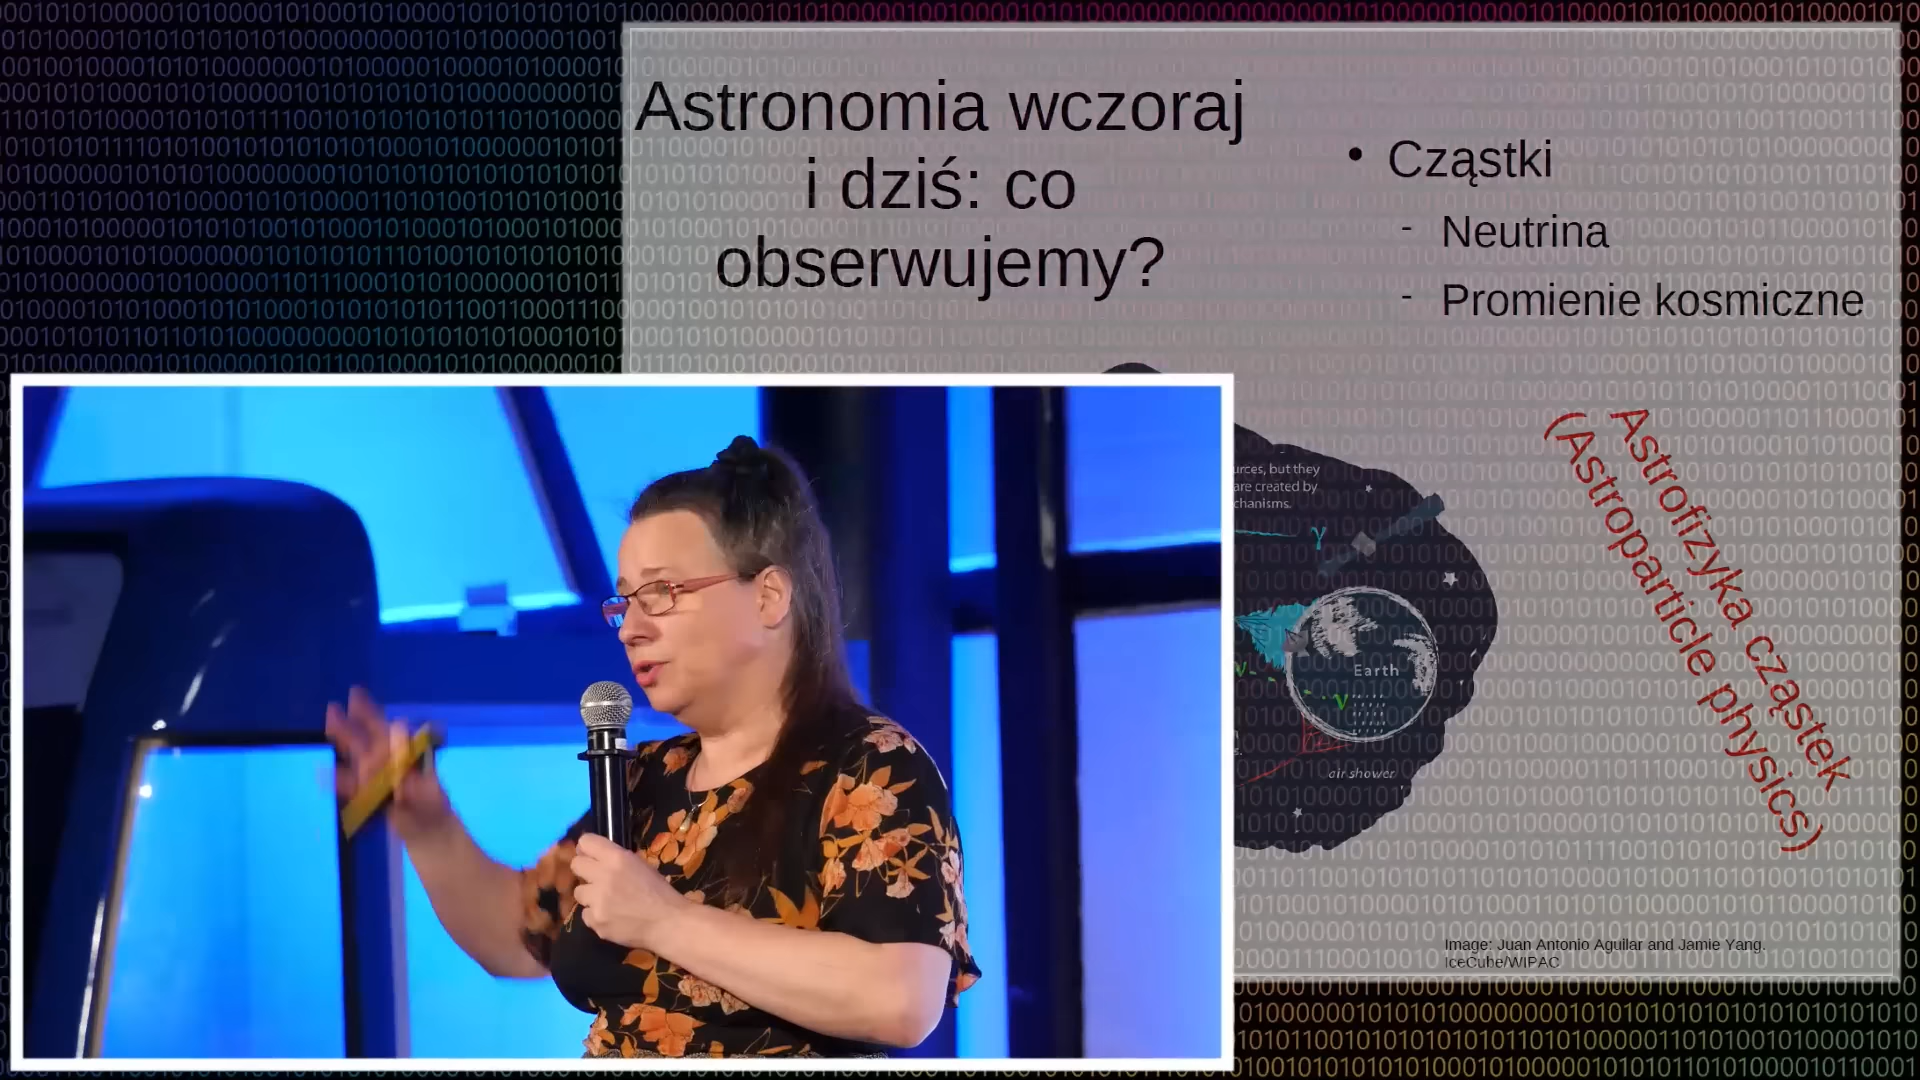 Astronomia wczoraj
i dziś: co
obserwujemy?
• Cząstki
- Neutrina
- Promienie kosmiczne
urces, but they
are created by
chanisms.
γ
Earth
ν
ν
air shower
Astrofizyka cząstek
(Astroparticle physics)
Image: Juan Antonio Aguilar and Jamie Yang.
IceCube/WIPAC